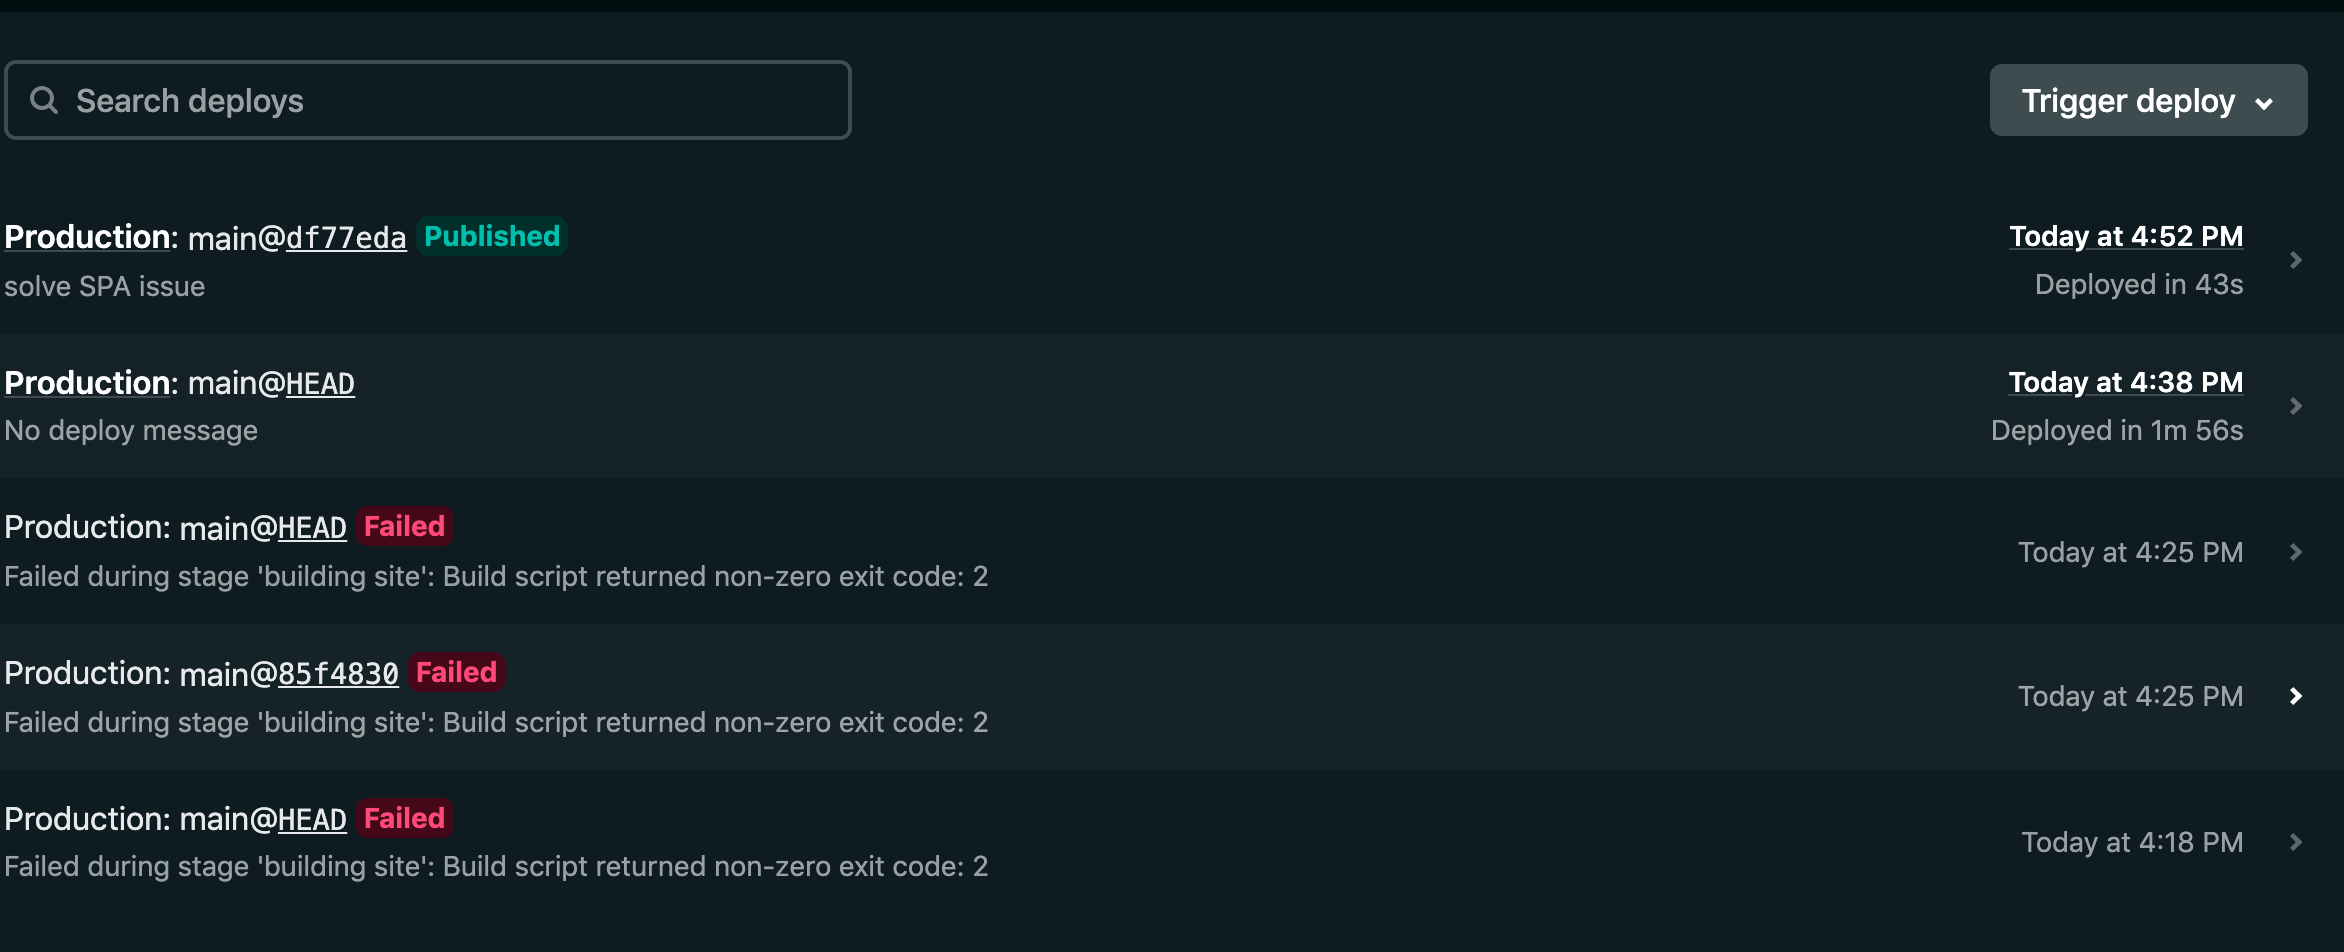 Search deploys
Trigger deploy
Production: main@df77eda Published
Today at 4:52 PM
solve SPA issue
Deployed in 43s
Production: main@HEAD
Today at 4:38 PM
No deploy message
Deployed in 1m 56s
Production: main@HEAD Failed
Failed during stage 'building site': Build script returned non-zero exit code: 2
Today at 4:25 PM
Production: main@85f4830 Failed
Failed during stage 'building site': Build script returned non-zero exit code: 2
Today at 4:25 PM
Production: main@HEAD Failed
Failed during stage 'building site': Build script returned non-zero exit code: 2
Today at 4:18 PM